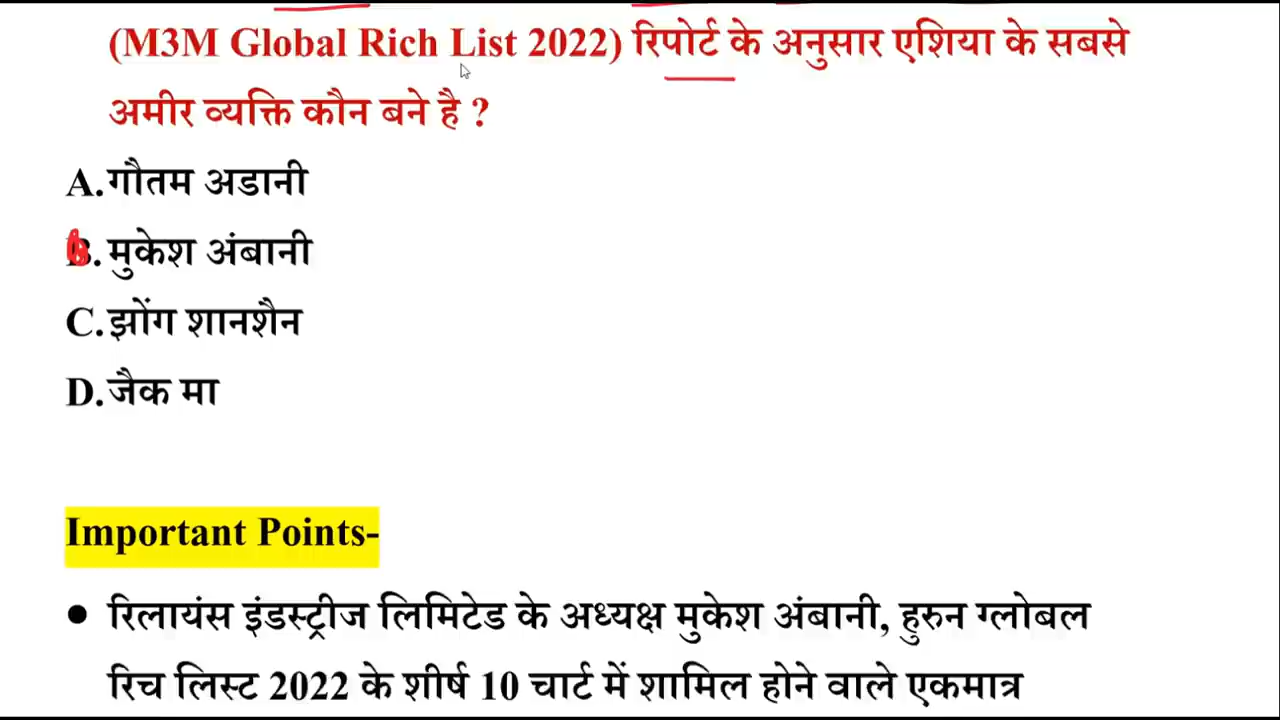 (M3M Global Rich List 2022) रिपोर्ट के अनुसार एशिया के सबसे
अमीर व्यक्ति कौन बने है ?
A. गौतम अडानी
B. मुकेश अंबानी
C. झोंग शानशैन
D. जैक मा
Important Points-
● रिलायंस इंडस्ट्रीज लिमिटेड के अध्यक्ष मुकेश अंबानी, हुरुन ग्लोबल
रिच लिस्ट 2022 के शीर्ष 10 चार्ट में शामिल होने वाले एकमात्र